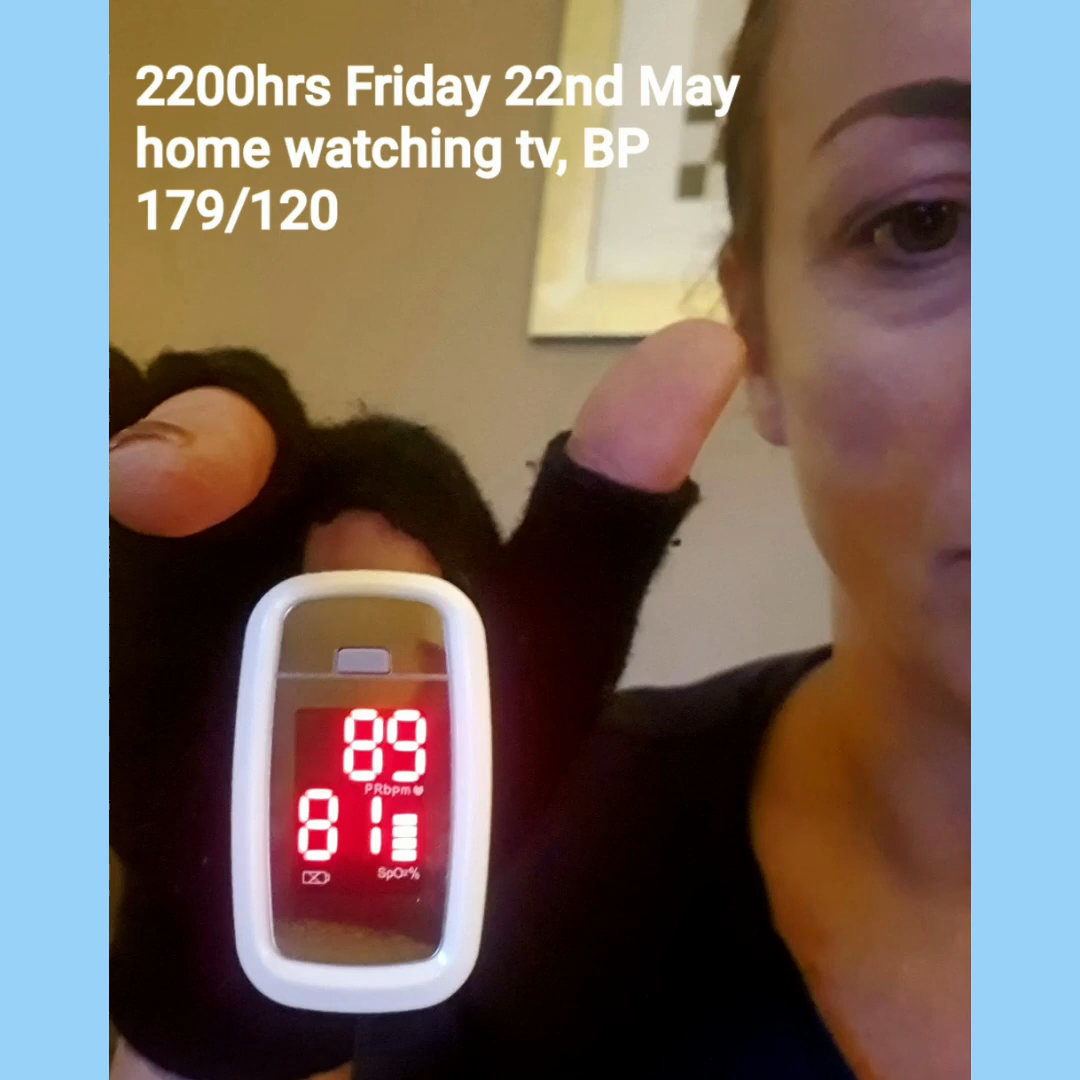 2200hrs Friday 22nd May
home watching tv, BP
179/120
89
PRbpm
81
SpO₂%